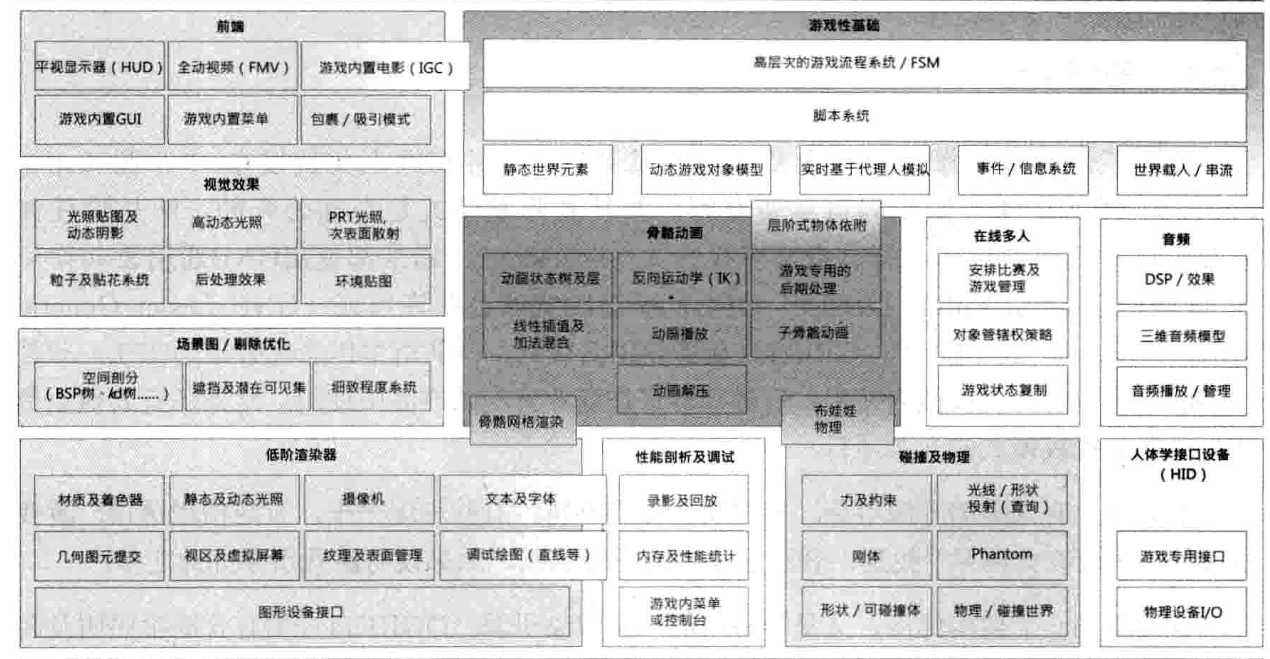 前端
平视显示器（HUD）
全动视频（FMV）
游戏内置电影（IGC）
游戏内置GUI
游戏内置菜单
包裹／吸引模式
视觉效果
光照贴图及
动态阴影
高动态光照
PRT光照,
次表面散射
粒子及贴花系统
后处理效果
环境贴图
场景图／剔除优化
空间剖分
（BSP树、kd树……）
遮挡及潜在可见集
细致程度系统
游戏性基础
高层次的游戏流程系统／FSM
脚本系统
静态世界元素
动态游戏对象模型
实时基于代理人模拟
事件／信息系统
世界载入／串流
骨骼动画
层阶式物体依附
动画状态树及层
反向运动学（IK）
游戏专用的
后期处理
线性插值及
加法混合
动画播放
子骨骼动画
动画解压
骨骼网格渲染
布娃娃
物理
在线多人
安排比赛及
游戏管理
对象管辖权策略
游戏状态复制
音频
DSP／效果
三维音频模型
音频播放／管理
低阶渲染器
材质及着色器
静态及动态光照
摄像机
文本及字体
几何图元提交
视区及虚拟屏幕
纹理及表面管理
调试绘图（直线等）
图形设备接口
性能剖析及调试
录影及回放
内存及性能统计
游戏内菜单
或控制台
碰撞及物理
力及约束
光线／形状
投射（查询）
刚体
Phantom
形状／可碰撞体
物理／碰撞世界
人体学接口设备
（HID）
游戏专用接口
物理设备I/O